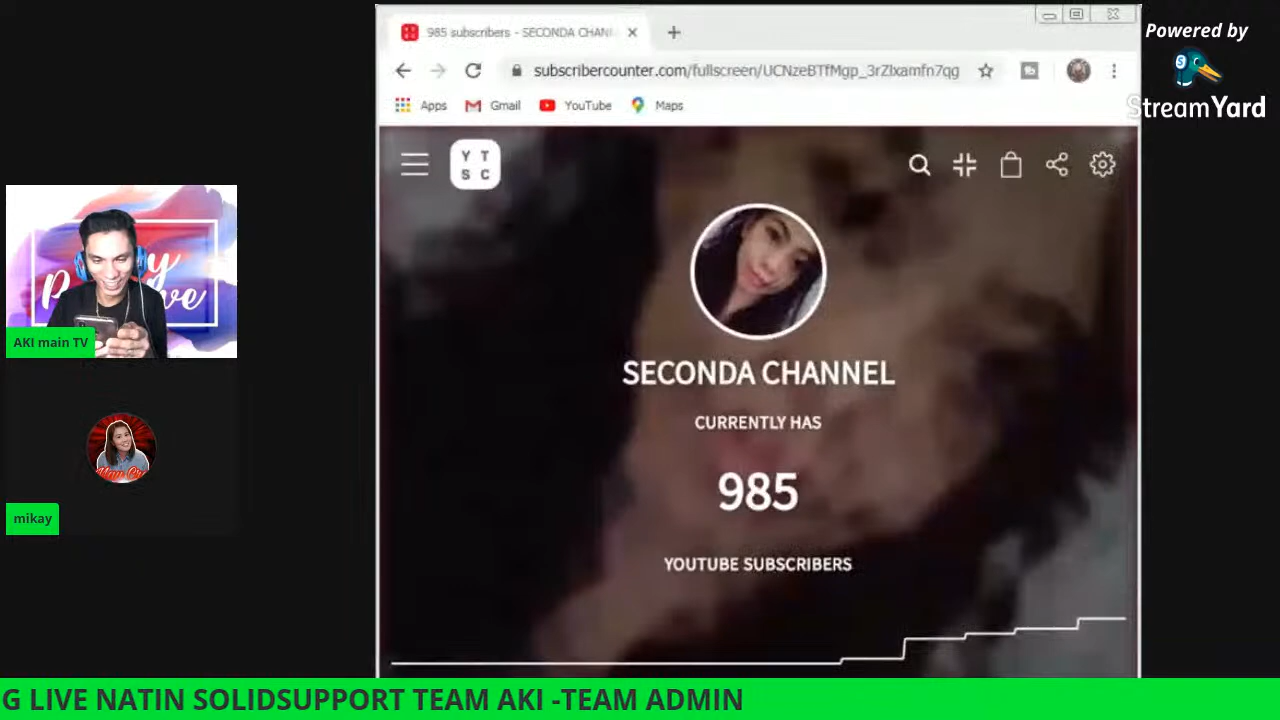 985 subscribers - SECONDA CHAN
subscribercounter.com/fullscreen/UCNzeBTfMgp_3rZlxamfn7qg
Apps Gmail YouTube Maps
Powered by
StreamYard
Y T
S C
SECONDA CHANNEL
CURRENTLY HAS
985
YOUTUBE SUBSCRIBERS
AKI main TV
mikay
G LIVE NATIN SOLIDSUPPORT TEAM AKI -TEAM ADMIN